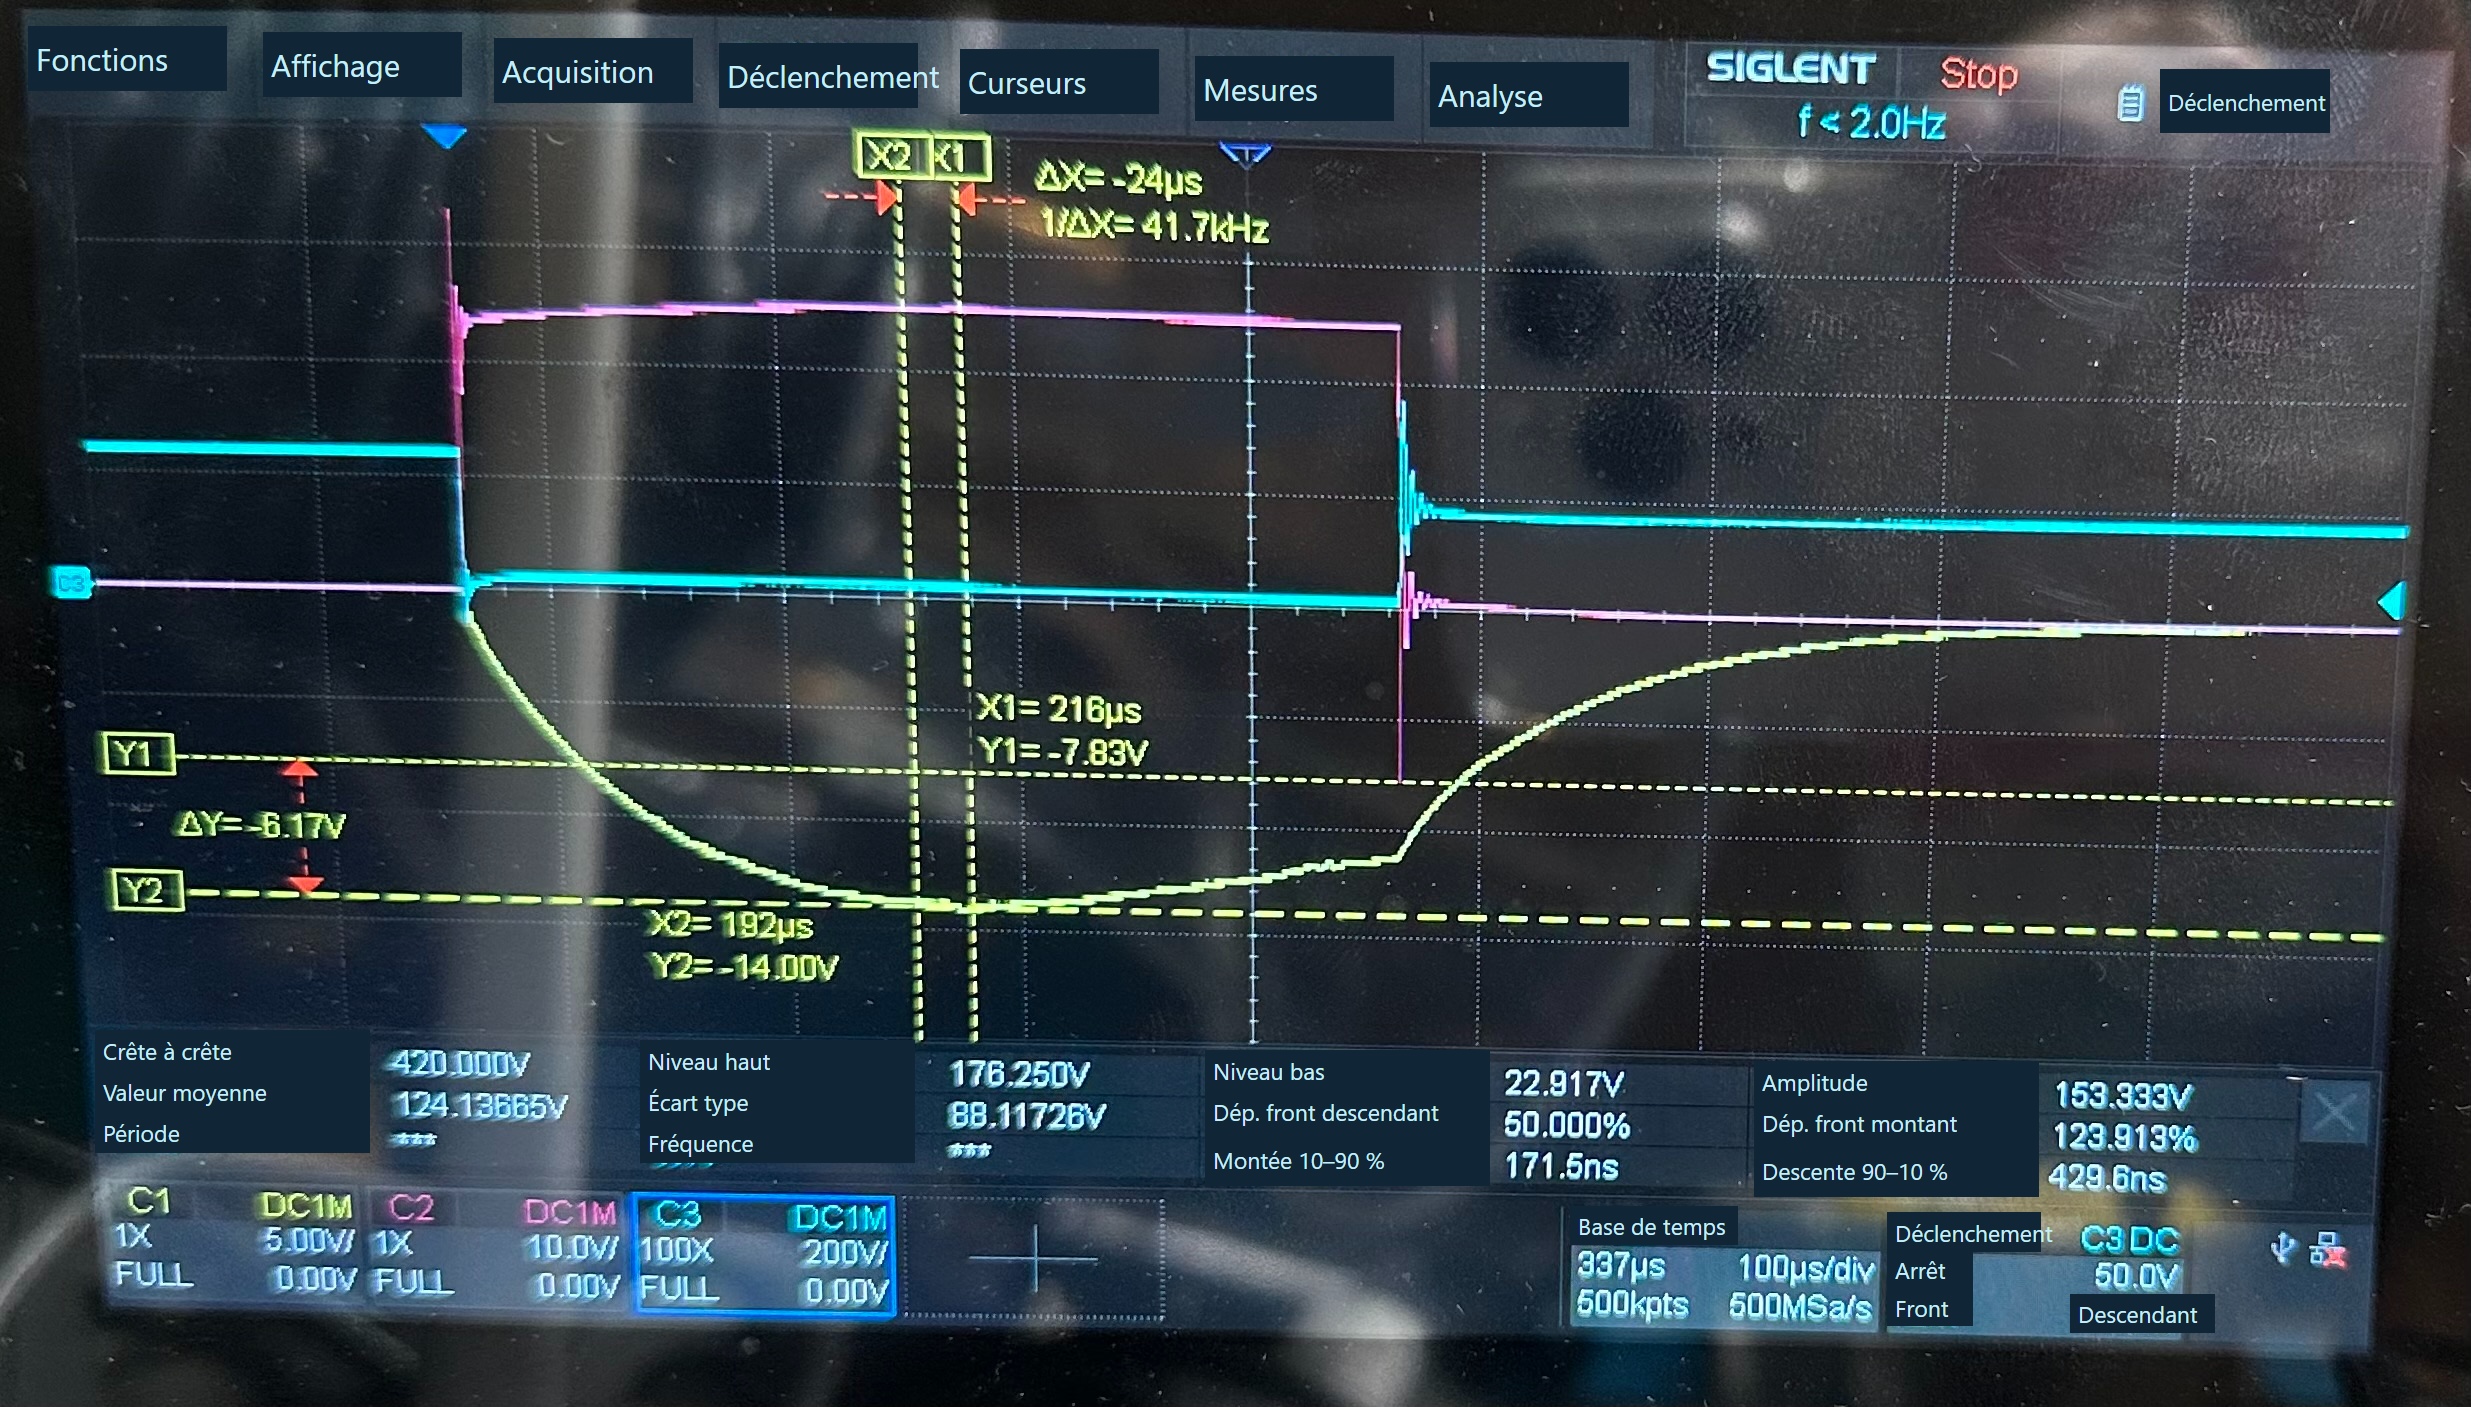 Fonctions
Affichage
Acquisition
Déclenchement
Curseurs
Mesures
Analyse
SIGLENT
Stop
f < 2.0Hz
Déclenchement
X2
X1
ΔX= -24µs
1/ΔX= 41.7kHz
C3
X1= 216µs
Y1= -7.83V
Y1
ΔY= -6.17V
Y2
X2= 192µs
Y2= -14.00V
Crête à crête 420.000V Niveau haut 176.250V Niveau bas 22.917V Amplitude 153.333V
Valeur moyenne 124.13665V Écart type 88.11726V Dép. front descendant 50.000% Dép. front montant 123.913%
Période *** Fréquence *** Montée 10–90 % 171.5ns Descente 90–10 % 429.6ns
C1 DC1M C2 DC1M C3 DC1M Base de temps Déclenchement C3 DC
1X 5.00V/ 1X 10.0V/ 100X 200V/ 337µs 100µs/div Arrêt 50.0V
FULL 0.00V FULL 0.00V FULL 0.00V 500kpts 500MSa/s Front Descendant